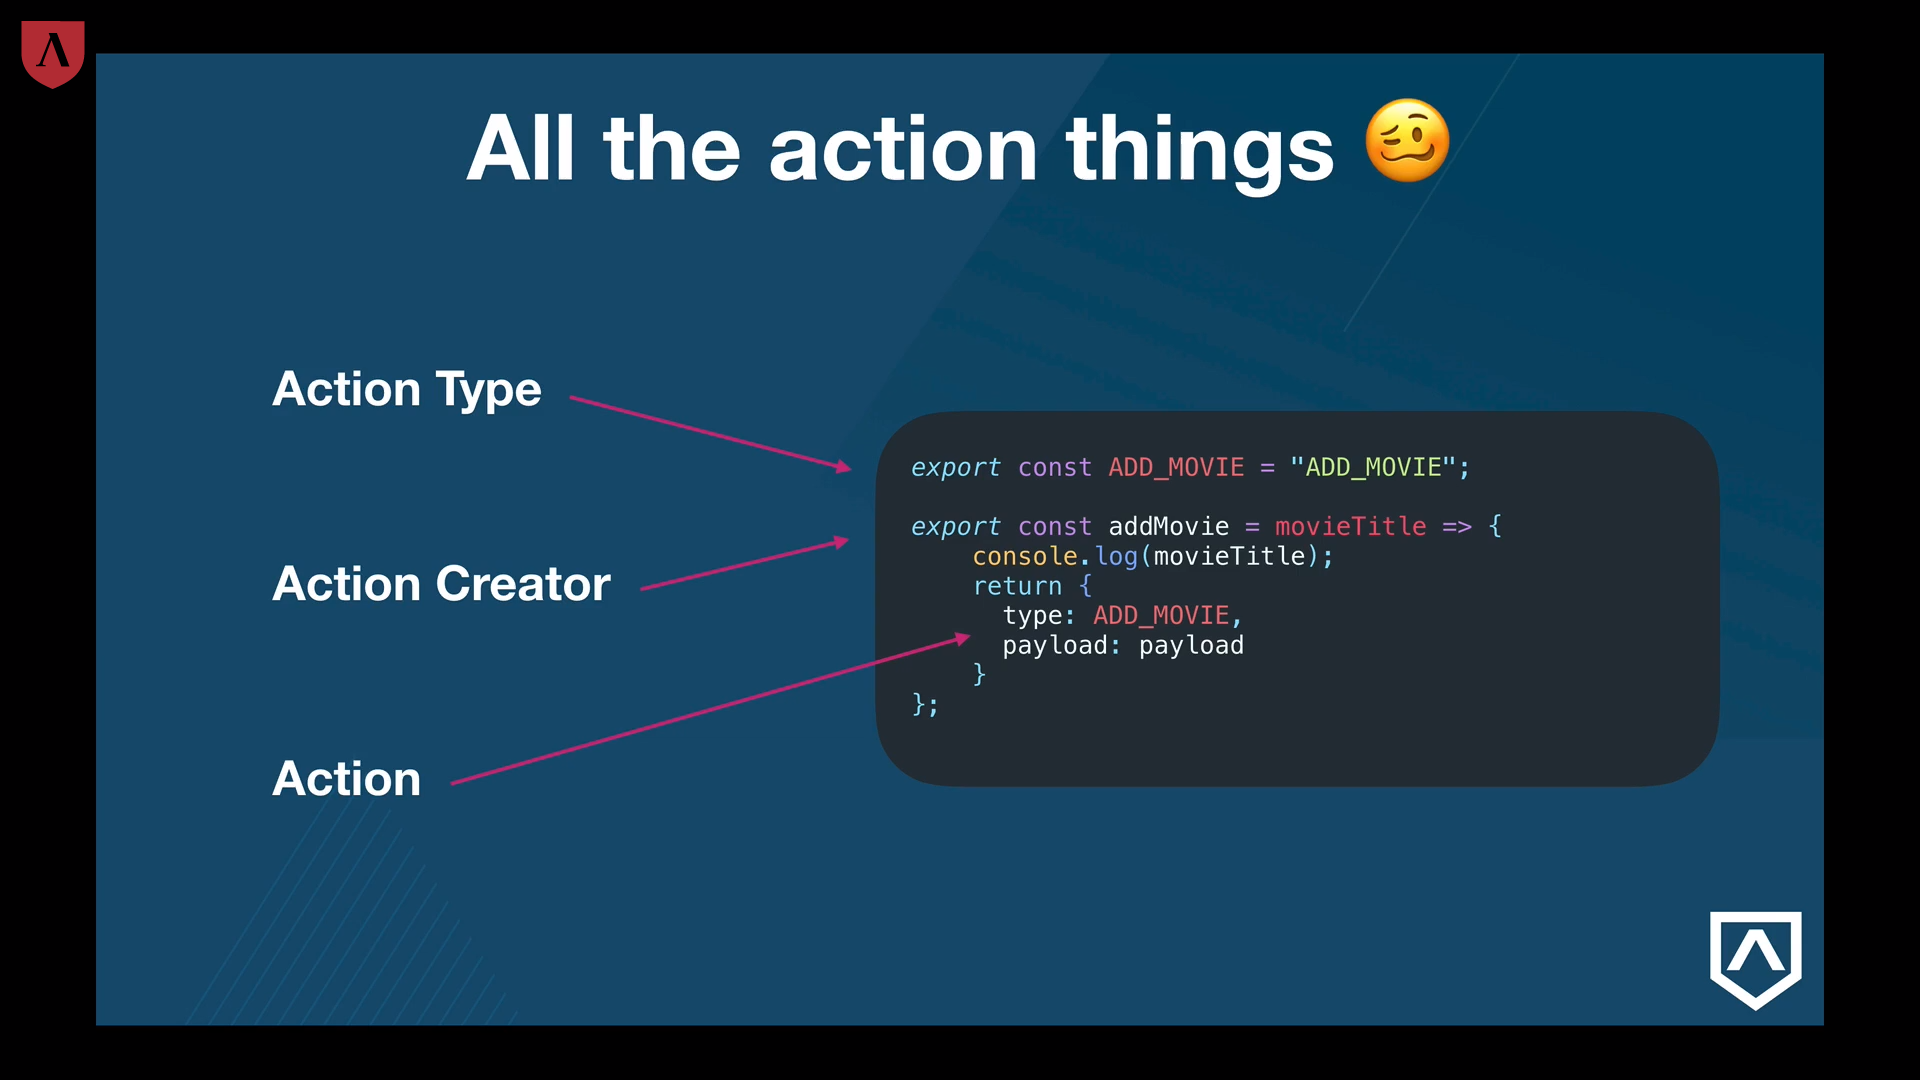 All the action things 🥴
Action Type
Action Creator
Action
export const ADD_MOVIE = "ADD_MOVIE";
export const addMovie = movieTitle => {
    console.log(movieTitle);
    return {
      type: ADD_MOVIE,
      payload: payload
    }
};